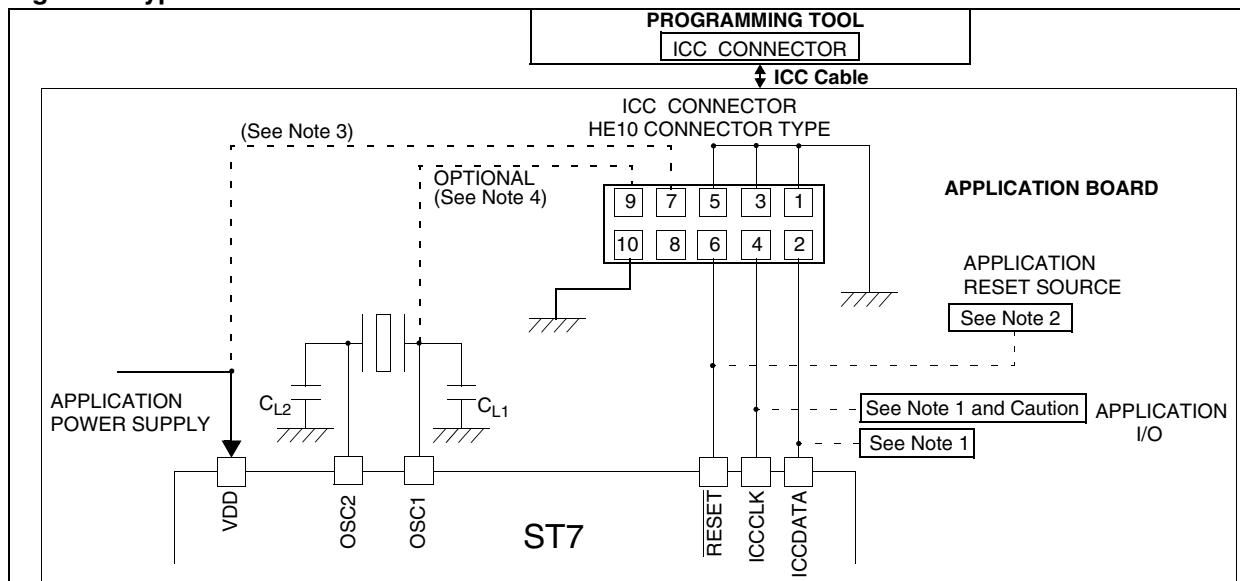 PROGRAMMING TOOL
ICC CONNECTOR
ICC Cable
ICC CONNECTOR
HE10 CONNECTOR TYPE
(See Note 3)
OPTIONAL
(See Note 4)
9 7 5 3 1
10 8 6 4 2
APPLICATION BOARD
APPLICATION
RESET SOURCE
See Note 2
APPLICATION
POWER SUPPLY
CL2
CL1
See Note 1 and Caution
APPLICATION
I/O
See Note 1
VDD
OSC2
OSC1
RESET
ICCCLK
ICCDATA
ST7